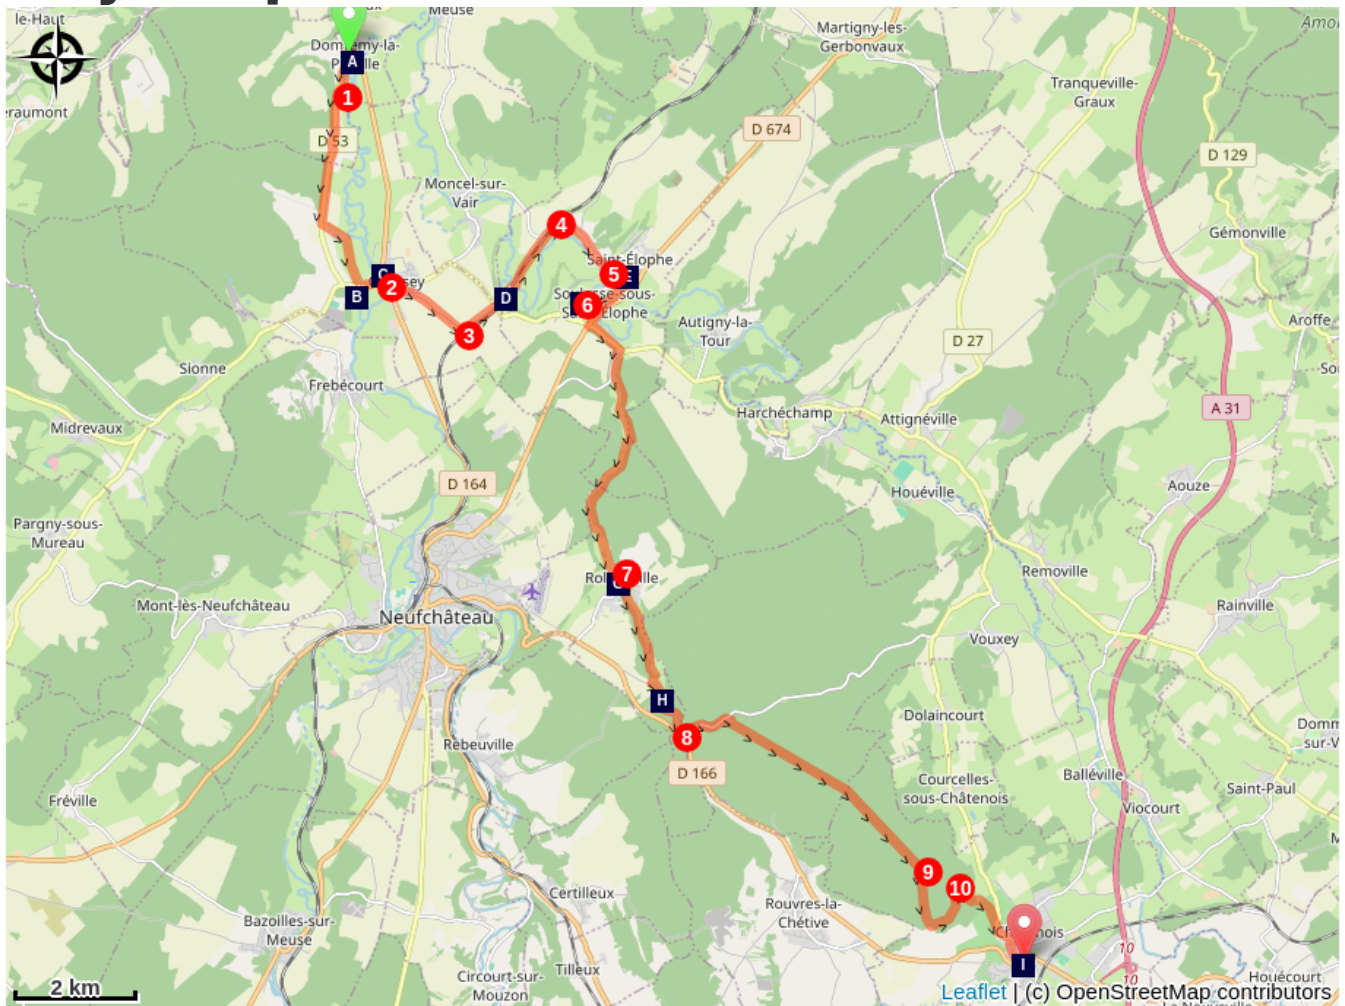 Meuse
le-Haut
Martigny-les-
Gerbonvaux
A
Tranqueville-
Graux
1
D 674
D 53
D 129
Moncel-sur-
Vair
4
Gémonville
Saint-Élophe
5
E
C
2
B
D
6
Aroffe
3
Autigny-la-
Tour
D 27
Sionne
Frebécourt
A 31
Harchéchamp
Attignéville
Midrevaux
D 164
Houéville
Aouze
Pargny-sous-
Mureau
7
Removille
Mont-lès-Neufchâteau
Rainville
Neufchâteau
Vouxey
H
Dolaincourt
8
Rebeuville
D 166
Courcelles-
sous-Châtenois
Balléville
Saint-Paul
Fréville
Viocourt
9
10
Certilleux
Rouvres-la-
Chétive
Bazoilles-sur-
Meuse
10
I
Circourt-sur-
Mouzon
Tilleux
10
Houécourt
2 km
Leaflet | (c) OpenStreetMap contributors